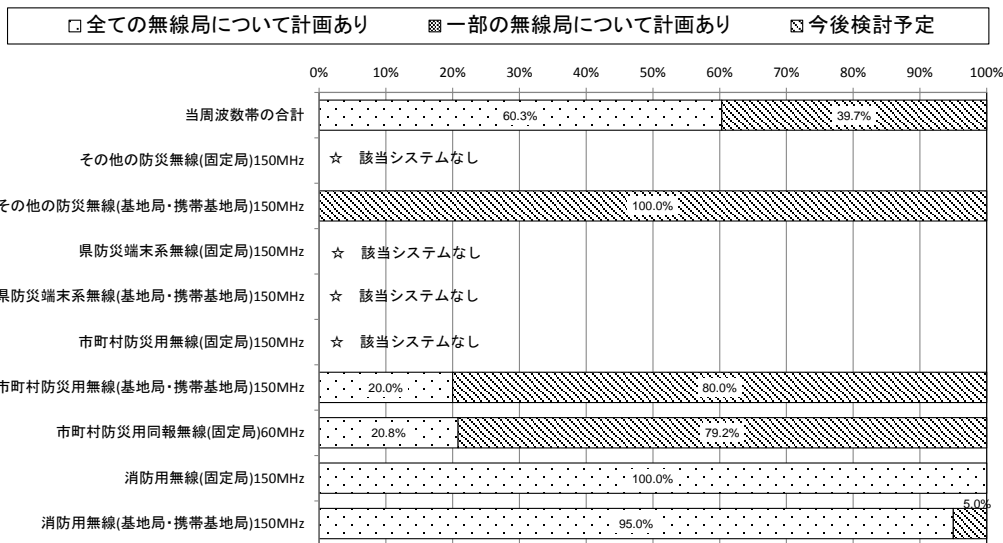 全ての無線局について計画あり 一部の無線局について計画あり 今後検討予定
0% 10% 20% 30% 40% 50% 60% 70% 80% 90% 100%
当周波数帯の合計 60.3% 39.7%
その他の防災無線(固定局)150MHz ☆ 該当システムなし
その他の防災無線(基地局・携帯基地局)150MHz 100.0%
県防災端末系無線(固定局)150MHz ☆ 該当システムなし
県防災端末系無線(基地局・携帯基地局)150MHz ☆ 該当システムなし
市町村防災用無線(固定局)150MHz ☆ 該当システムなし
市町村防災用無線(基地局・携帯基地局)150MHz 20.0% 80.0%
市町村防災用同報無線(固定局)60MHz 20.8% 79.2%
消防用無線(固定局)150MHz 100.0%
消防用無線(基地局・携帯基地局)150MHz 95.0% 5.0%